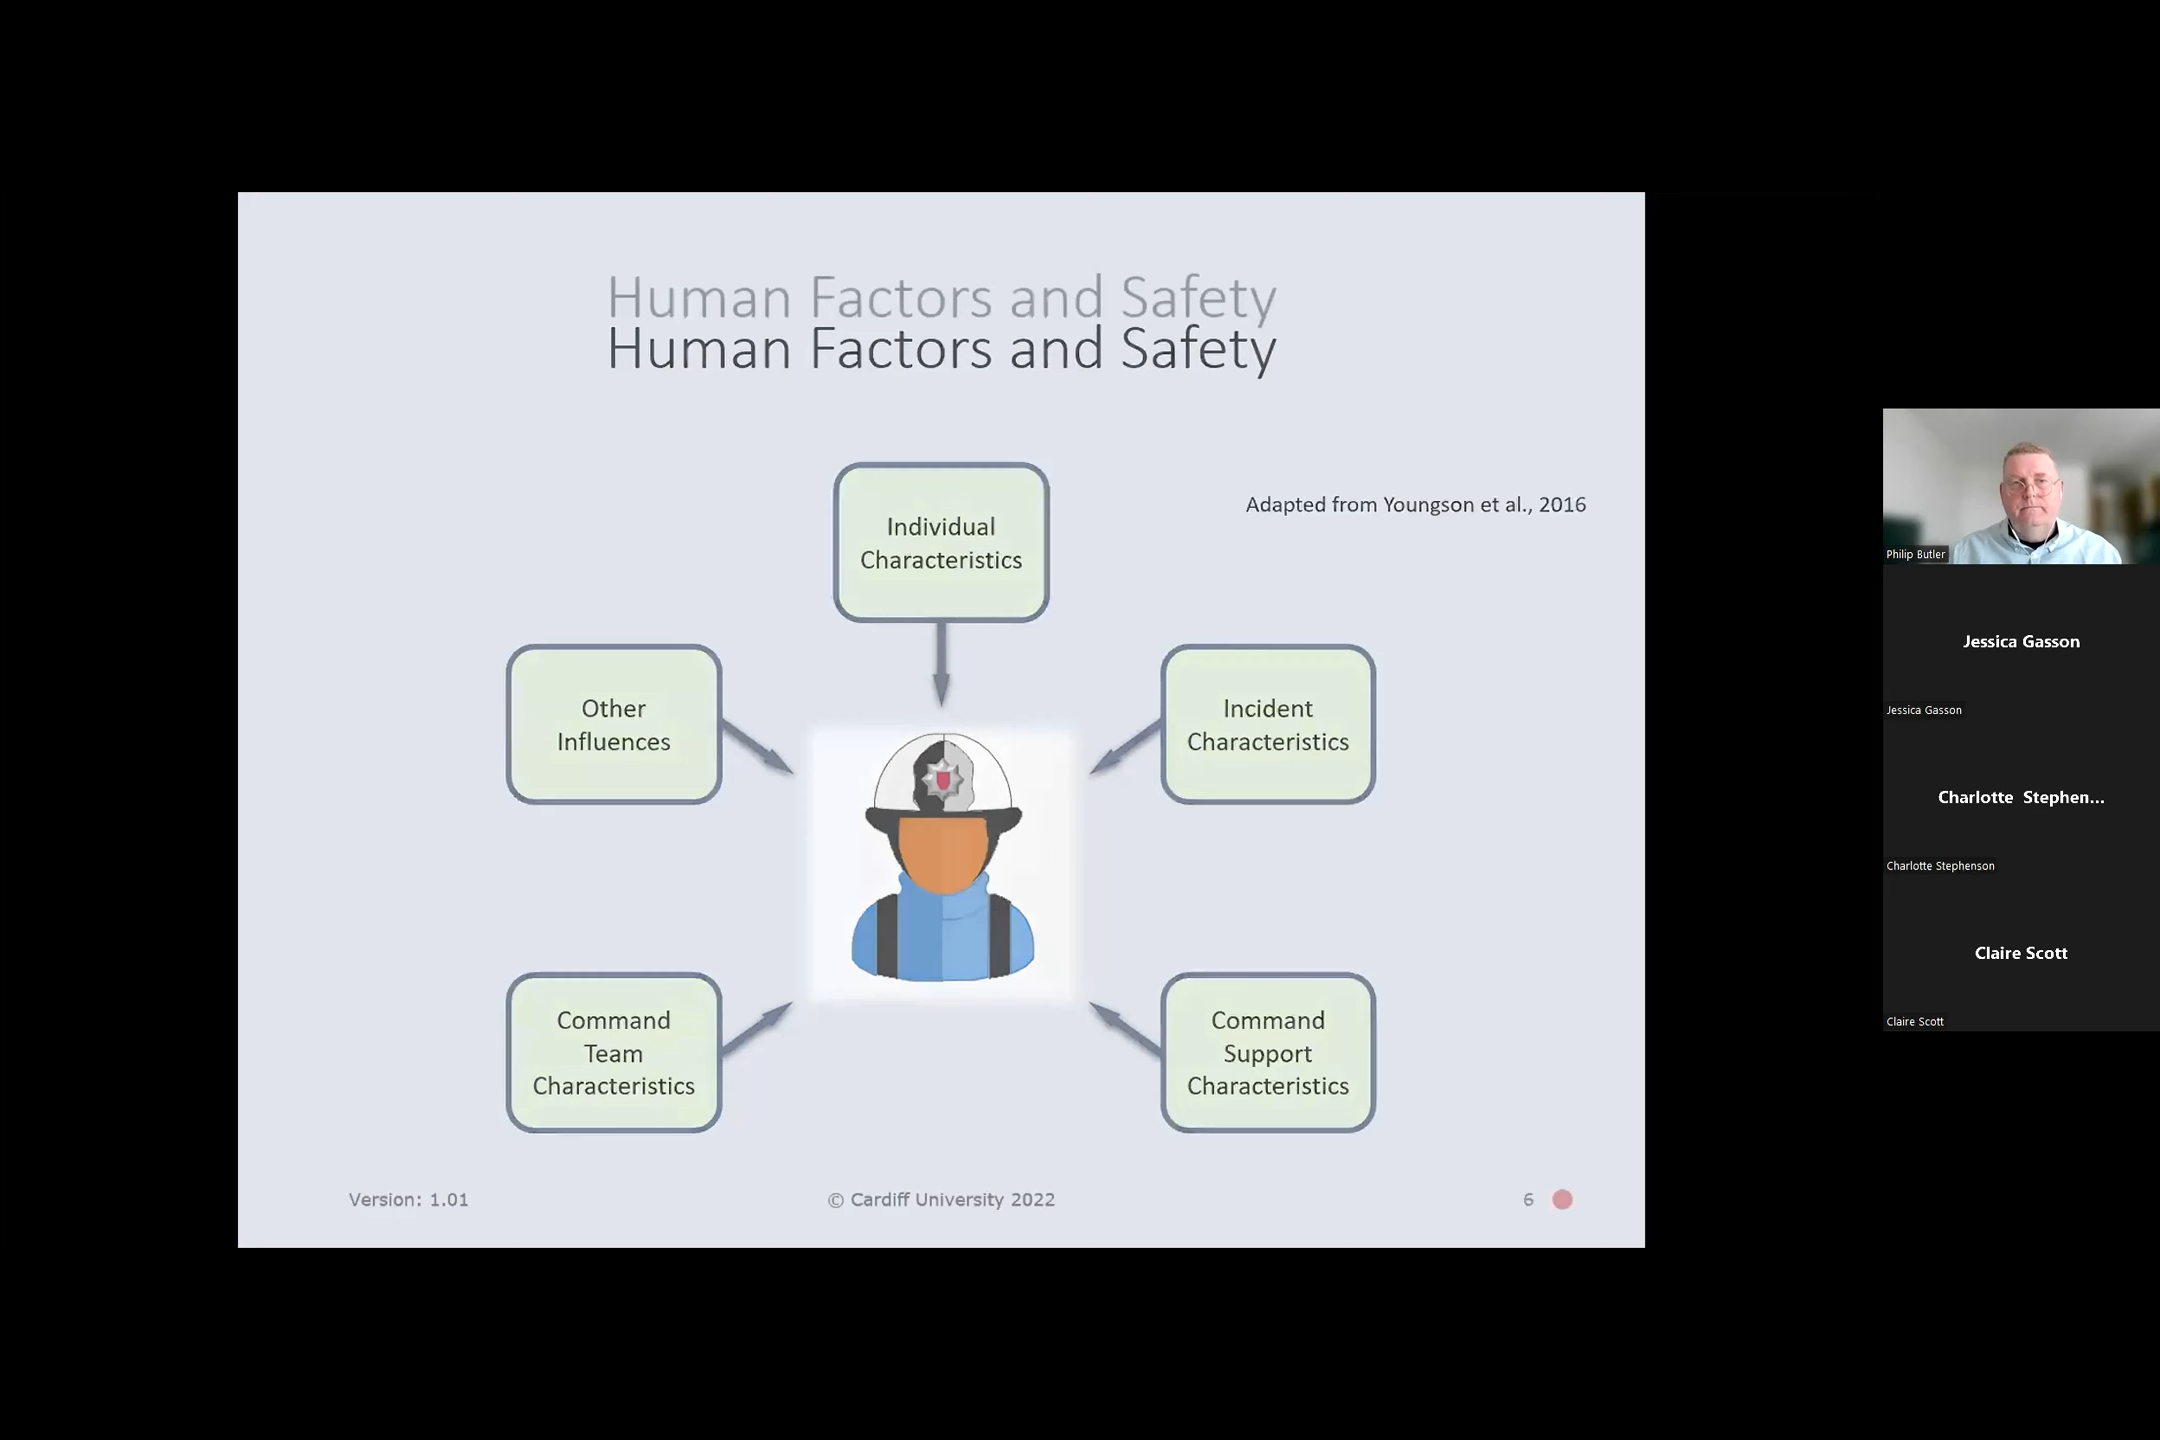 Human Factors and Safety
Human Factors and Safety
Individual
Characteristics
Adapted from Youngson et al., 2016
Other
Influences
Incident
Characteristics
Command
Team
Characteristics
Command
Support
Characteristics
Version: 1.01
© Cardiff University 2022
6
Philip Butler
Jessica Gasson
Jessica Gasson
Charlotte Stephen...
Charlotte Stephenson
Claire Scott
Claire Scott